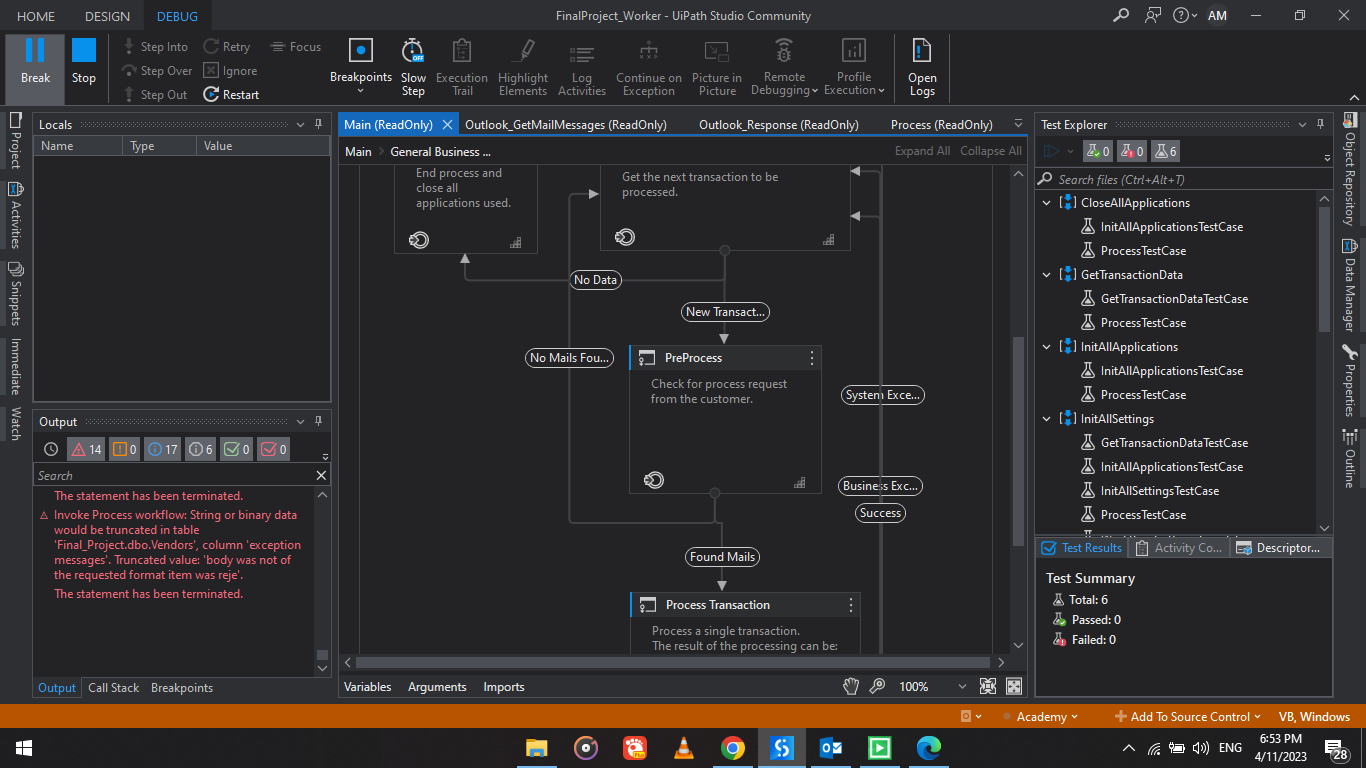 HOME
DESIGN
DEBUG
FinalProject_Worker - UiPath Studio Community
AM
Break
Stop
Step Into
Step Over
Step Out
Retry
Ignore
Restart
Focus
Breakpoints
Slow
Step
OFF
Execution
Trail
Highlight
Elements
Log
Activities
Continue on
Exception
Picture in
Picture
Remote
Debugging
Profile
Execution
Open
Logs
Project
Activities
Snippets
Immediate
Watch
Locals
Name
Type
Value
Output
14
0
17
6
0
0
Search
The statement has been terminated.
Invoke Process workflow: String or binary data
would be truncated in table
'Final_Project.dbo.Vendors', column 'exception
messages'. Truncated value: 'body was not of
the requested format item was reje'.
The statement has been terminated.
Output
Call Stack
Breakpoints
Main (ReadOnly)
Outlook_GetMailMessages (ReadOnly)
Outlook_Response (ReadOnly)
Process (ReadOnly)
Main
General Business ...
Expand All
Collapse All
End process and
close all
applications used.
Get the next transaction to be
processed.
No Data
New Transact...
No Mails Fou...
PreProcess
Check for process request
from the customer.
System Exce...
Business Exc...
Success
Found Mails
Process Transaction
Process a single transaction.
The result of the processing can be:
Variables
Arguments
Imports
100%
Test Explorer
0
0
6
Search files (Ctrl+Alt+T)
CloseAllApplications
InitAllApplicationsTestCase
ProcessTestCase
GetTransactionData
GetTransactionDataTestCase
ProcessTestCase
InitAllApplications
InitAllApplicationsTestCase
ProcessTestCase
InitAllSettings
GetTransactionDataTestCase
InitAllApplicationsTestCase
InitAllSettingsTestCase
ProcessTestCase
Test Results
Activity Co...
Descriptor...
Test Summary
Total: 6
Passed: 0
Failed: 0
Object Repository
Data Manager
Properties
Outline
Academy
Add To Source Control
VB, Windows
ENG
6:53 PM
4/11/2023
28